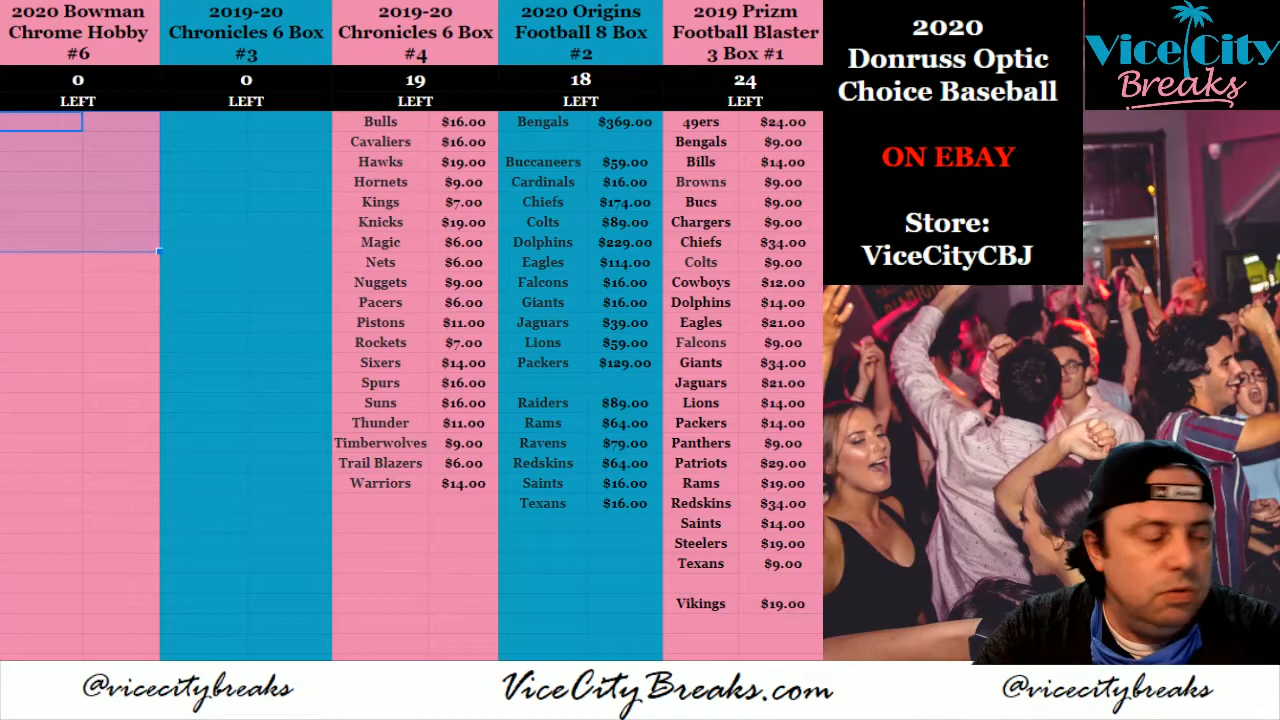 2020 Bowman
Chrome Hobby
#6
0
LEFT
2019-20
Chronicles 6 Box
#3
0
LEFT
2019-20
Chronicles 6 Box
#4
19
LEFT
Bulls $16.00
Cavaliers $16.00
Hawks $19.00
Hornets $9.00
Kings $7.00
Knicks $19.00
Magic $6.00
Nets $6.00
Nuggets $9.00
Pacers $6.00
Pistons $11.00
Rockets $7.00
Sixers $14.00
Spurs $16.00
Suns $16.00
Thunder $11.00
Timberwolves $9.00
Trail Blazers $6.00
Warriors $14.00
2020 Origins
Football 8 Box
#2
18
LEFT
Bengals $369.00
Buccaneers $59.00
Cardinals $16.00
Chiefs $174.00
Colts $89.00
Dolphins $229.00
Eagles $114.00
Falcons $16.00
Giants $16.00
Jaguars $39.00
Lions $59.00
Packers $129.00
Raiders $89.00
Rams $64.00
Ravens $79.00
Redskins $64.00
Saints $16.00
Texans $16.00
2019 Prizm
Football Blaster
3 Box #1
24
LEFT
49ers $24.00
Bengals $9.00
Bills $14.00
Browns $9.00
Bucs $9.00
Chargers $9.00
Chiefs $34.00
Colts $9.00
Cowboys $12.00
Dolphins $14.00
Eagles $21.00
Falcons $9.00
Giants $34.00
Jaguars $21.00
Lions $14.00
Packers $14.00
Panthers $9.00
Patriots $29.00
Rams $19.00
Redskins $34.00
Saints $14.00
Steelers $19.00
Texans $9.00
Vikings $19.00
2020
Donruss Optic
Choice Baseball
ON EBAY
Store:
ViceCityCBJ
Vice City
Breaks
@vicecitybreaks
ViceCityBreaks.com
@vicecitybreaks